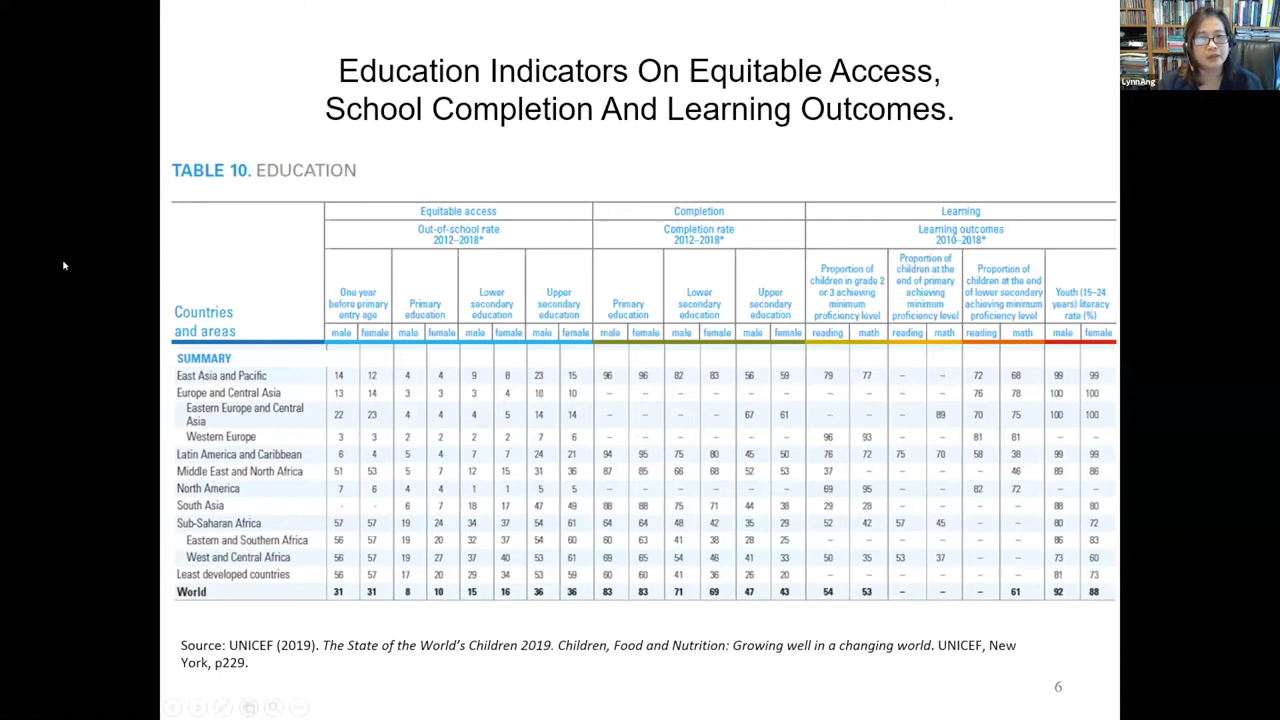 Education Indicators On Equitable Access,
School Completion And Learning Outcomes.
LynnAng
TABLE 10. EDUCATION
Equitable access Completion Learning
Out-of-school rate 2012–2018* Completion rate 2012–2018* Learning outcomes 2010–2018*
Countries and areas
One year before primary entry age
Primary education
Lower secondary education
Upper secondary education
Primary education
Lower secondary education
Upper secondary education
Proportion of children in grade 2 or 3 achieving minimum proficiency level
Proportion of children at the end of primary achieving minimum proficiency level
Proportion of children at the end of lower secondary achieving minimum proficiency level
Youth (15–24 years) literacy rate (%)
male female male female male female male female male female male female male female reading math reading math reading math male female
SUMMARY
East Asia and Pacific 14 12 4 4 9 8 23 15 96 96 82 83 56 59 79 77 – – 72 68 99 99
Europe and Central Asia 13 14 3 3 3 4 10 10 – – – – – – – – – – 76 78 100 100
Eastern Europe and Central Asia 22 23 4 4 4 5 14 14 – – – – 67 61 – – – 89 70 75 100 100
Western Europe 3 3 2 2 2 2 7 6 – – – – – – 96 93 – – 81 81 – –
Latin America and Caribbean 6 4 5 4 7 7 24 21 94 95 75 80 45 50 76 72 75 70 58 38 99 99
Middle East and North Africa 51 53 5 7 12 15 31 36 87 85 66 68 52 53 37 – – – – 46 89 86
North America 7 6 4 4 1 1 5 5 – – – – – – 69 95 – – 82 72 – –
South Asia - - 6 7 18 17 47 49 88 88 75 71 44 38 29 28 – – – – 88 80
Sub-Saharan Africa 57 57 19 24 34 37 54 61 64 64 48 42 35 29 52 42 57 45 – – 80 72
Eastern and Southern Africa 56 57 19 20 32 37 54 60 60 63 41 38 28 25 – – – – – – 86 83
West and Central Africa 56 57 19 27 37 40 53 61 69 65 54 46 41 33 50 35 53 37 – – 73 60
Least developed countries 56 57 17 20 29 34 53 59 60 60 41 36 26 20 – – – – – – 81 73
World 31 31 8 10 15 16 36 36 83 83 71 69 47 43 54 53 – – – 61 92 88
Source: UNICEF (2019). The State of the World's Children 2019. Children, Food and Nutrition: Growing well in a changing world. UNICEF, New
York, p229.
6